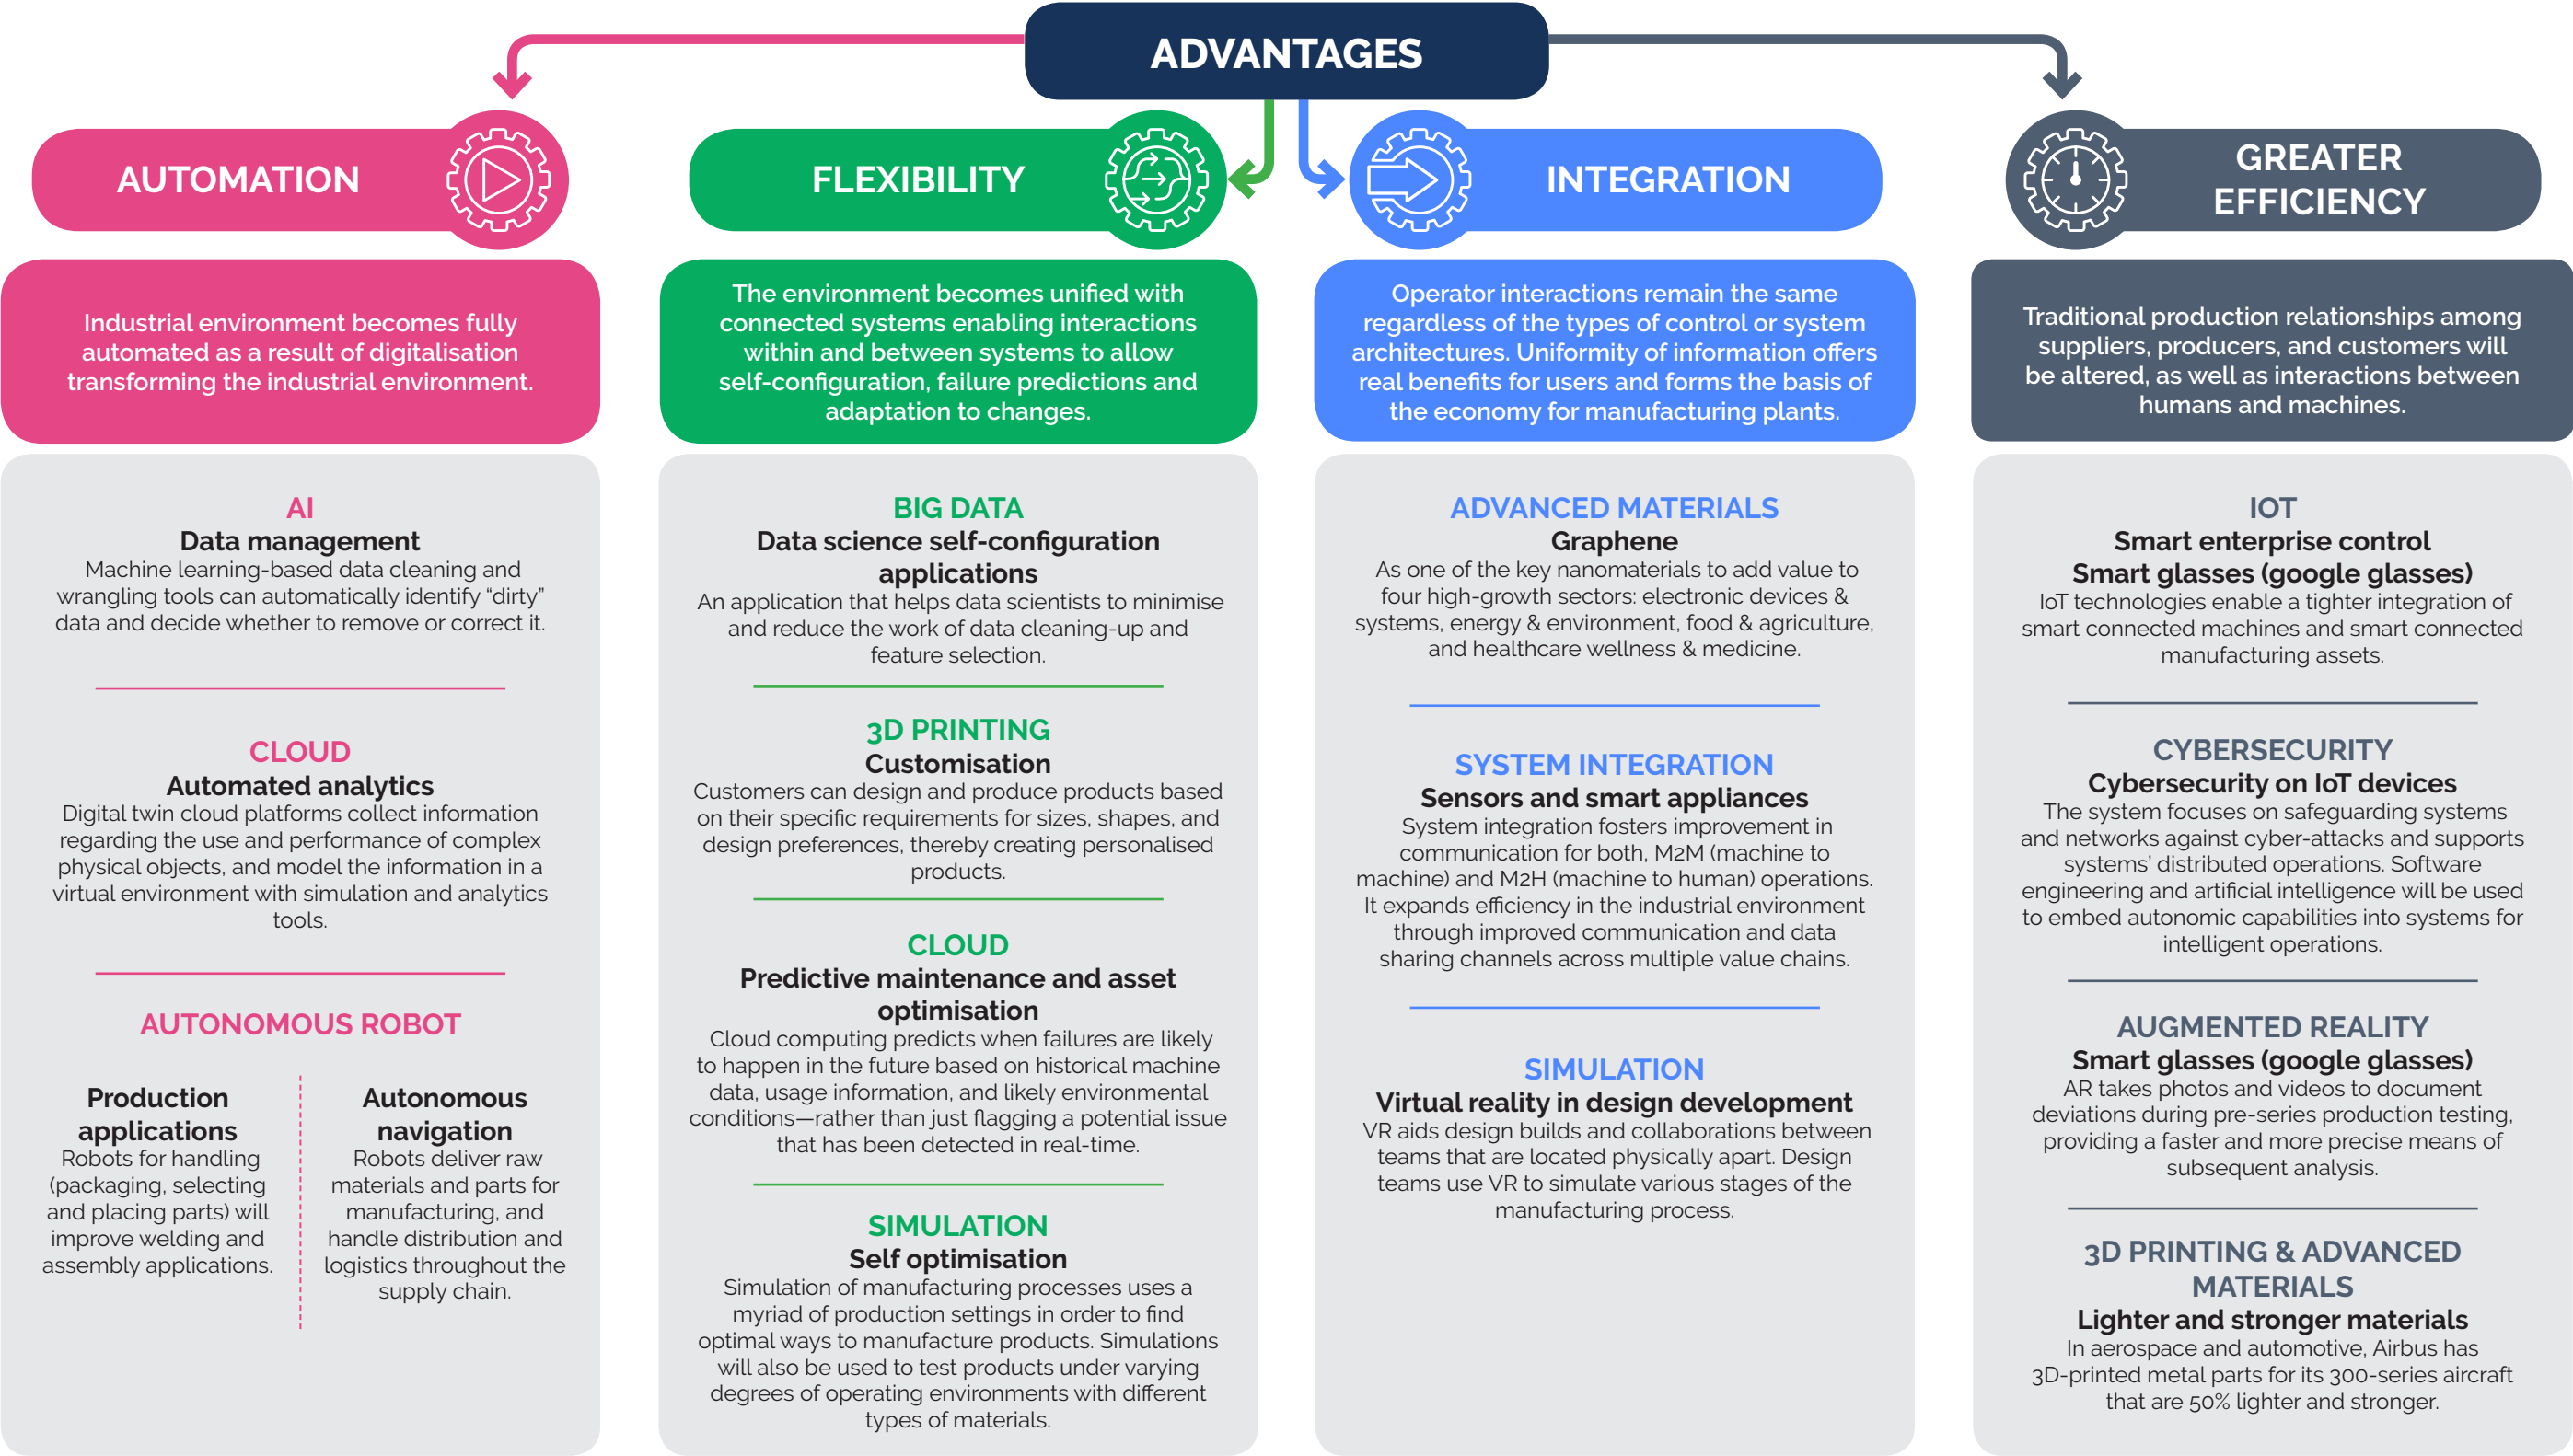 ADVANTAGES
AUTOMATION
Industrial environment becomes fully
automated as a result of digitalisation
transforming the industrial environment.
AI
Data management
Machine learning-based data cleaning and
wrangling tools can automatically identify “dirty”
data and decide whether to remove or correct it.
CLOUD
Automated analytics
Digital twin cloud platforms collect information
regarding the use and performance of complex
physical objects, and model the information in a
virtual environment with simulation and analytics
tools.
AUTONOMOUS ROBOT
Production
applications
Robots for handling
(packaging, selecting
and placing parts) will
improve welding and
assembly applications.
Autonomous
navigation
Robots deliver raw
materials and parts for
manufacturing, and
handle distribution and
logistics throughout the
supply chain.
FLEXIBILITY
The environment becomes unified with
connected systems enabling interactions
within and between systems to allow
self-configuration, failure predictions and
adaptation to changes.
BIG DATA
Data science self-configuration
applications
An application that helps data scientists to minimise
and reduce the work of data cleaning-up and
feature selection.
3D PRINTING
Customisation
Customers can design and produce products based
on their specific requirements for sizes, shapes, and
design preferences, thereby creating personalised
products.
CLOUD
Predictive maintenance and asset
optimisation
Cloud computing predicts when failures are likely
to happen in the future based on historical machine
data, usage information, and likely environmental
conditions—rather than just flagging a potential issue
that has been detected in real-time.
SIMULATION
Self optimisation
Simulation of manufacturing processes uses a
myriad of production settings in order to find
optimal ways to manufacture products. Simulations
will also be used to test products under varying
degrees of operating environments with different
types of materials.
INTEGRATION
Operator interactions remain the same
regardless of the types of control or system
architectures. Uniformity of information offers
real benefits for users and forms the basis of
the economy for manufacturing plants.
ADVANCED MATERIALS
Graphene
As one of the key nanomaterials to add value to
four high-growth sectors: electronic devices &
systems, energy & environment, food & agriculture,
and healthcare wellness & medicine.
SYSTEM INTEGRATION
Sensors and smart appliances
System integration fosters improvement in
communication for both, M2M (machine to
machine) and M2H (machine to human) operations.
It expands efficiency in the industrial environment
through improved communication and data
sharing channels across multiple value chains.
SIMULATION
Virtual reality in design development
VR aids design builds and collaborations between
teams that are located physically apart. Design
teams use VR to simulate various stages of the
manufacturing process.
GREATER
EFFICIENCY
Traditional production relationships among
suppliers, producers, and customers will
be altered, as well as interactions between
humans and machines.
IOT
Smart enterprise control
Smart glasses (google glasses)
IoT technologies enable a tighter integration of
smart connected machines and smart connected
manufacturing assets.
CYBERSECURITY
Cybersecurity on IoT devices
The system focuses on safeguarding systems
and networks against cyber-attacks and supports
systems’ distributed operations. Software
engineering and artificial intelligence will be used
to embed autonomic capabilities into systems for
intelligent operations.
AUGMENTED REALITY
Smart glasses (google glasses)
AR takes photos and videos to document
deviations during pre-series production testing,
providing a faster and more precise means of
subsequent analysis.
3D PRINTING & ADVANCED
MATERIALS
Lighter and stronger materials
In aerospace and automotive, Airbus has
3D-printed metal parts for its 300-series aircraft
that are 50% lighter and stronger.